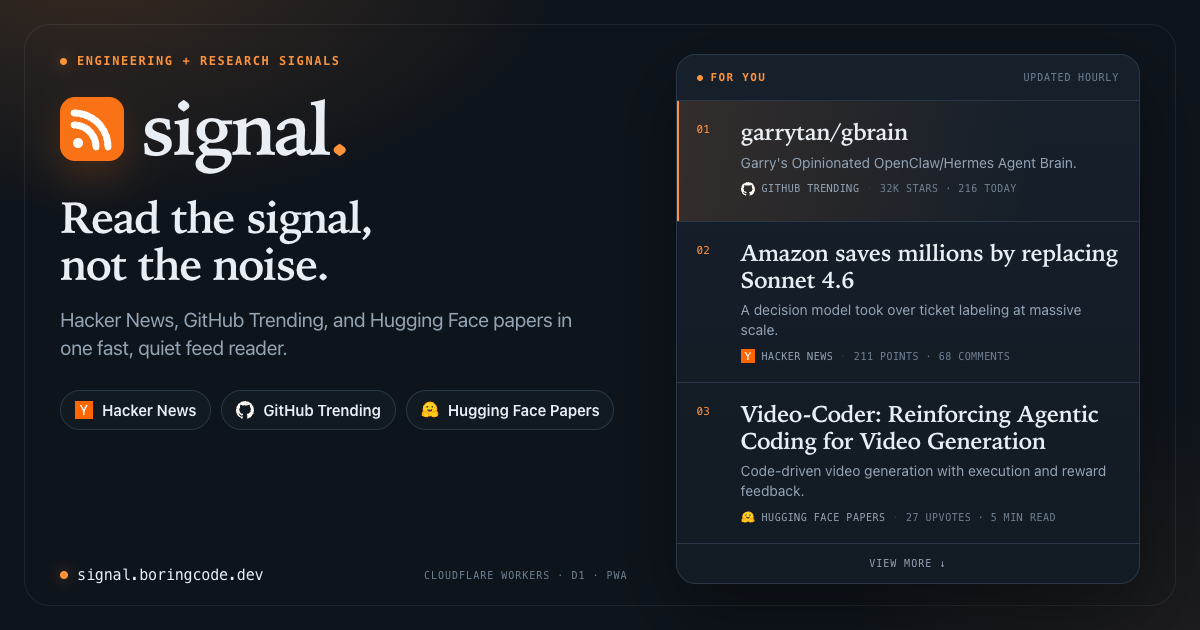 ENGINEERING + RESEARCH SIGNALS
signal.
Read the signal,
not the noise.
Hacker News, GitHub Trending, and Hugging Face papers in
one fast, quiet feed reader.
Y Hacker News
GitHub Trending
Hugging Face Papers
signal.boringcode.dev
CLOUDFLARE WORKERS · D1 · PWA
FOR YOU
UPDATED HOURLY
01
garrytan/gbrain
Garry's Opinionated OpenClaw/Hermes Agent Brain.
GITHUB TRENDING · 32K STARS · 216 TODAY
02
Amazon saves millions by replacing
Sonnet 4.6
A decision model took over ticket labeling at massive
scale.
Y HACKER NEWS · 211 POINTS · 68 COMMENTS
03
Video-Coder: Reinforcing Agentic
Coding for Video Generation
Code-driven video generation with execution and reward
feedback.
HUGGING FACE PAPERS · 27 UPVOTES · 5 MIN READ
VIEW MORE ↓